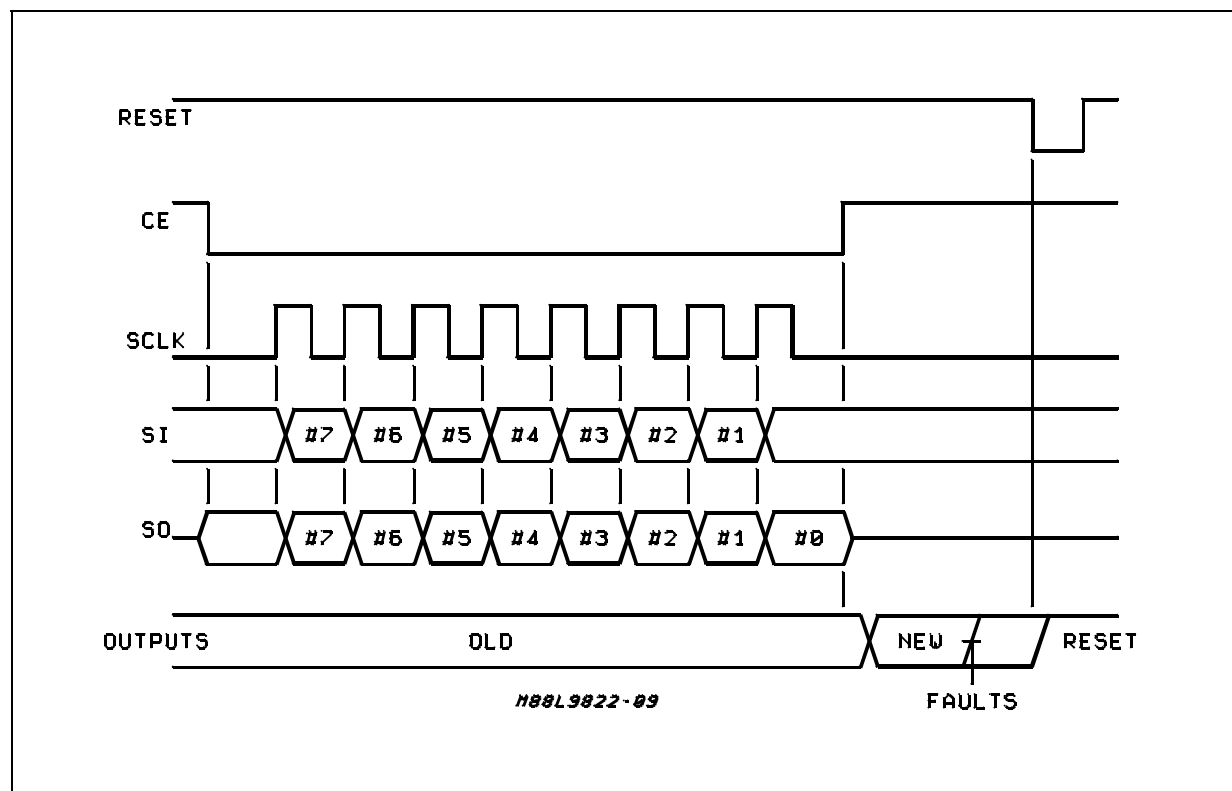 RESET
CE
SCLK
SI #7 #6 #5 #4 #3 #2 #1
SO #7 #6 #5 #4 #3 #2 #1 #0
OUTPUTS OLD NEW RESET
M88L9822-09 FAULTS